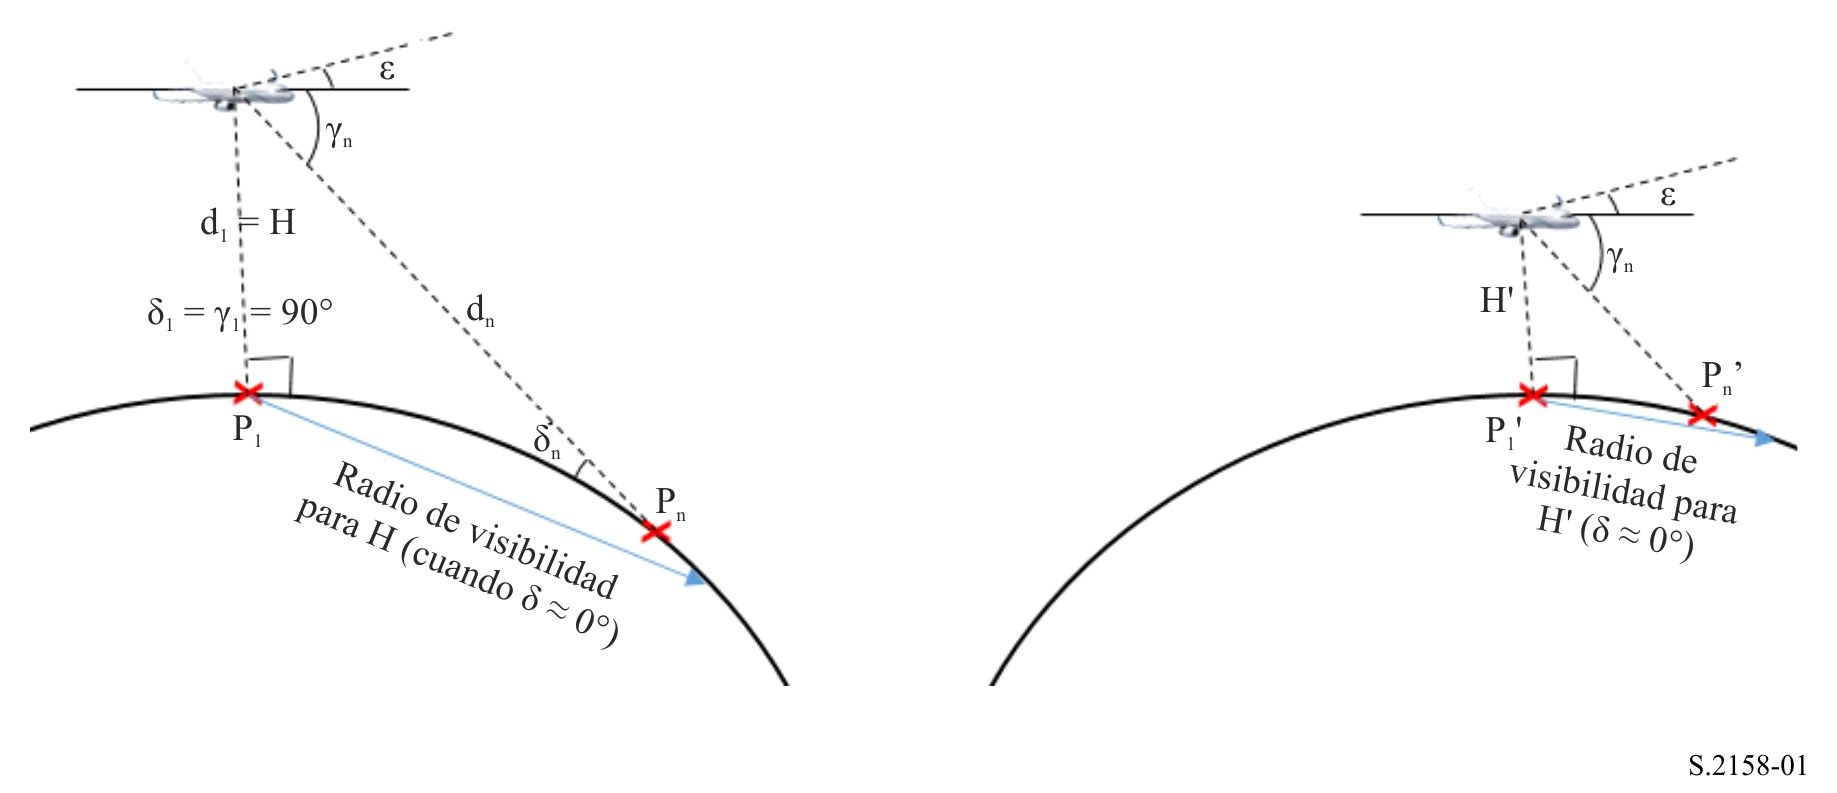 ε
γn
d1 = H
δ1 = γ1 = 90°
dn
δn
P1
Pn
Radio de visibilidad
para H (cuando δ ≈ 0°)
ε
γn
H'
Pn’
P1'
Radio de
visibilidad para
H' (δ ≈ 0°)
S.2158-01